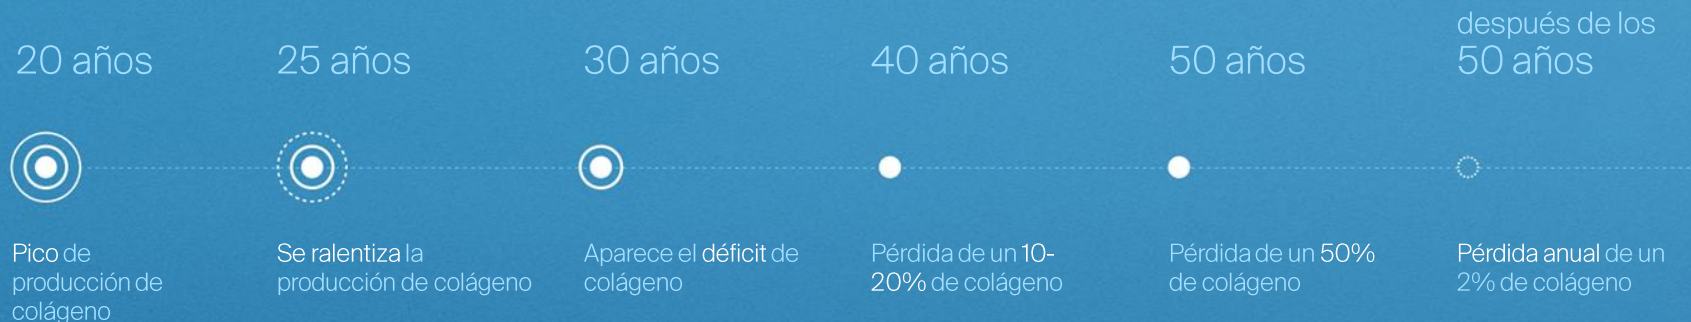 20 años
Pico de
producción de
colágeno
25 años
Se ralentiza la
producción de colágeno
30 años
Aparece el déficit de
colágeno
40 años
Pérdida de un 10-
20% de colágeno
50 años
Pérdida de un 50%
de colágeno
después de los
50 años
Pérdida anual de un
2% de colágeno